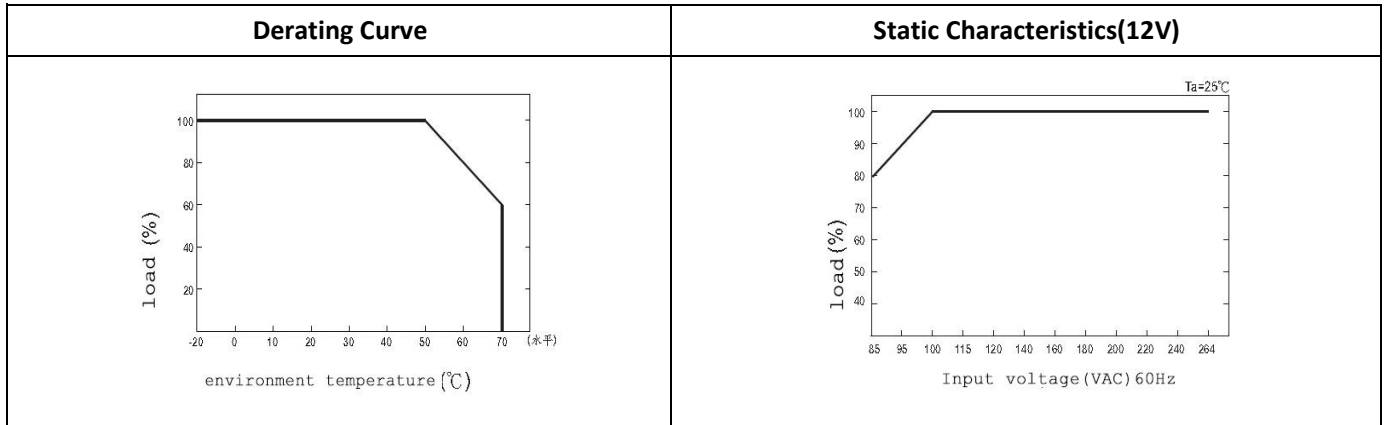 Derating Curve
Static Characteristics(12V)
100
80
60
40
20
load (%)
-20 0 10 20 30 40 50 60 70 (水平)
environment temperature(℃)
Ta=25℃
100
90
80
70
60
50
40
load(%)
85 95 100 115 120 140 160 180 200 220 240 264
Input voltage(VAC)60Hz